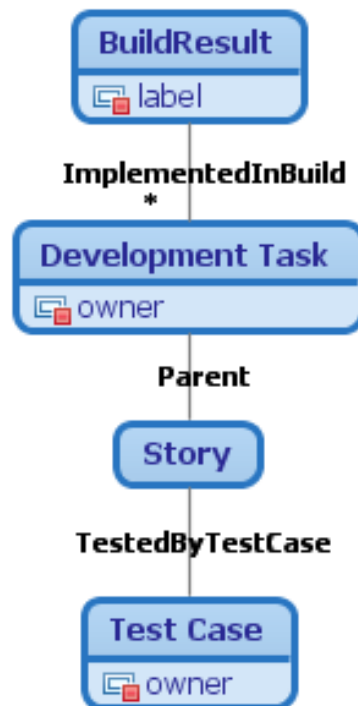 BuildResult
label
ImplementedInBuild
*
Development Task
owner
Parent
Story
TestedByTestCase
Test Case
owner